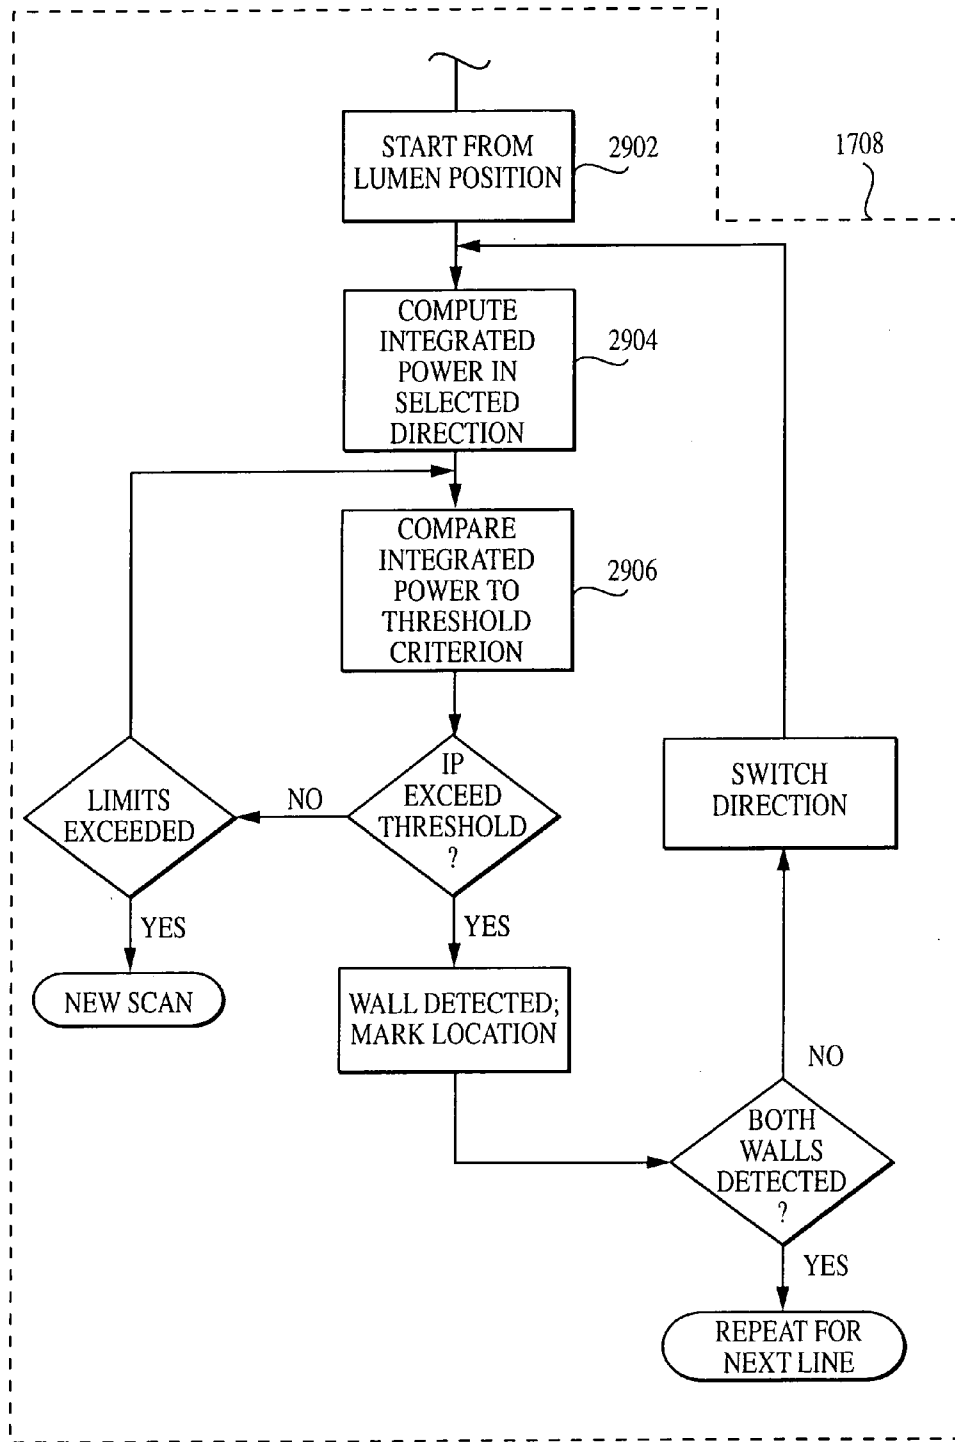 START FROM
LUMEN POSITION
2902
1708
COMPUTE
INTEGRATED
POWER IN
SELECTED
DIRECTION
2904
COMPARE
INTEGRATED
POWER TO
THRESHOLD
CRITERION
2906
LIMITS
EXCEEDED
NO
IP
EXCEED
THRESHOLD
?
SWITCH
DIRECTION
YES
YES
NEW SCAN
WALL DETECTED;
MARK LOCATION
NO
BOTH
WALLS
DETECTED
?
YES
REPEAT FOR
NEXT LINE